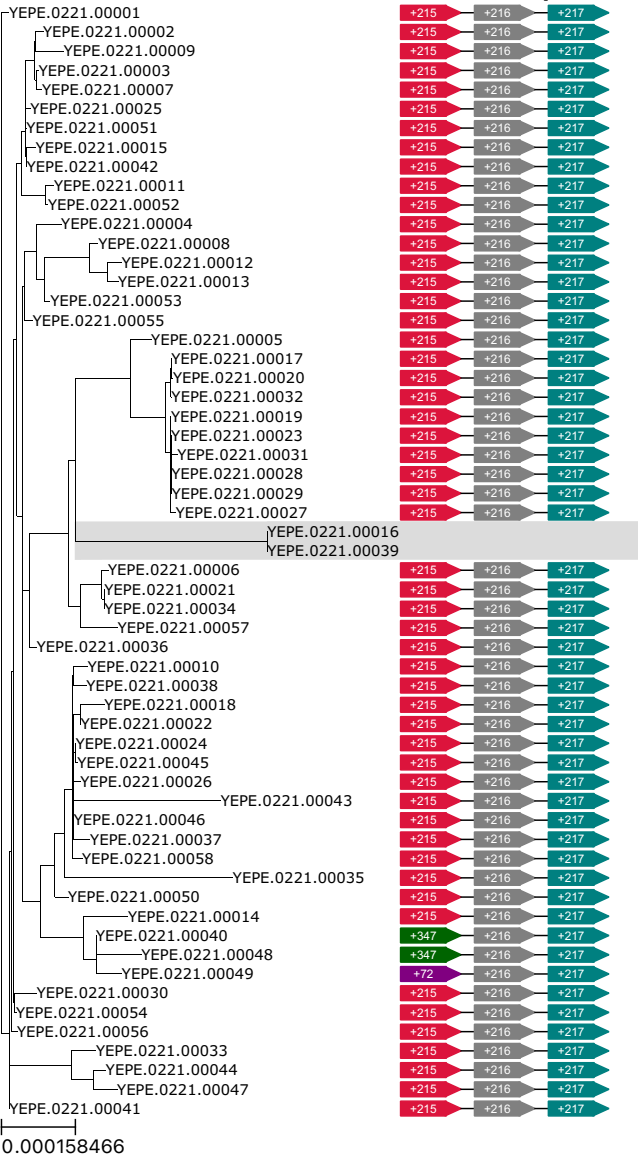 YEPE.0221.00001 +215 +216 +217
YEPE.0221.00002 +215 +216 +217
YEPE.0221.00009 +215 +216 +217
YEPE.0221.00003 +215 +216 +217
YEPE.0221.00007 +215 +216 +217
YEPE.0221.00025 +215 +216 +217
YEPE.0221.00051 +215 +216 +217
YEPE.0221.00015 +215 +216 +217
YEPE.0221.00042 +215 +216 +217
YEPE.0221.00011 +215 +216 +217
YEPE.0221.00052 +215 +216 +217
YEPE.0221.00004 +215 +216 +217
YEPE.0221.00008 +215 +216 +217
YEPE.0221.00012 +215 +216 +217
YEPE.0221.00013 +215 +216 +217
YEPE.0221.00053 +215 +216 +217
YEPE.0221.00055 +215 +216 +217
YEPE.0221.00005 +215 +216 +217
YEPE.0221.00017 +215 +216 +217
YEPE.0221.00020 +215 +216 +217
YEPE.0221.00032 +215 +216 +217
YEPE.0221.00019 +215 +216 +217
YEPE.0221.00023 +215 +216 +217
YEPE.0221.00031 +215 +216 +217
YEPE.0221.00028 +215 +216 +217
YEPE.0221.00029 +215 +216 +217
YEPE.0221.00027 +215 +216 +217
YEPE.0221.00016
YEPE.0221.00039
YEPE.0221.00006 +215 +216 +217
YEPE.0221.00021 +215 +216 +217
YEPE.0221.00034 +215 +216 +217
YEPE.0221.00057 +215 +216 +217
YEPE.0221.00036 +215 +216 +217
YEPE.0221.00010 +215 +216 +217
YEPE.0221.00038 +215 +216 +217
YEPE.0221.00018 +215 +216 +217
YEPE.0221.00022 +215 +216 +217
YEPE.0221.00024 +215 +216 +217
YEPE.0221.00045 +215 +216 +217
YEPE.0221.00026 +215 +216 +217
YEPE.0221.00043 +215 +216 +217
YEPE.0221.00046 +215 +216 +217
YEPE.0221.00037 +215 +216 +217
YEPE.0221.00058 +215 +216 +217
YEPE.0221.00035 +215 +216 +217
YEPE.0221.00050 +215 +216 +217
YEPE.0221.00014 +215 +216 +217
YEPE.0221.00040 +347 +216 +217
YEPE.0221.00048 +347 +216 +217
YEPE.0221.00049 +72 +216 +217
YEPE.0221.00030 +215 +216 +217
YEPE.0221.00054 +215 +216 +217
YEPE.0221.00056 +215 +216 +217
YEPE.0221.00033 +215 +216 +217
YEPE.0221.00044 +215 +216 +217
YEPE.0221.00047 +215 +216 +217
YEPE.0221.00041 +215 +216 +217
0.000158466